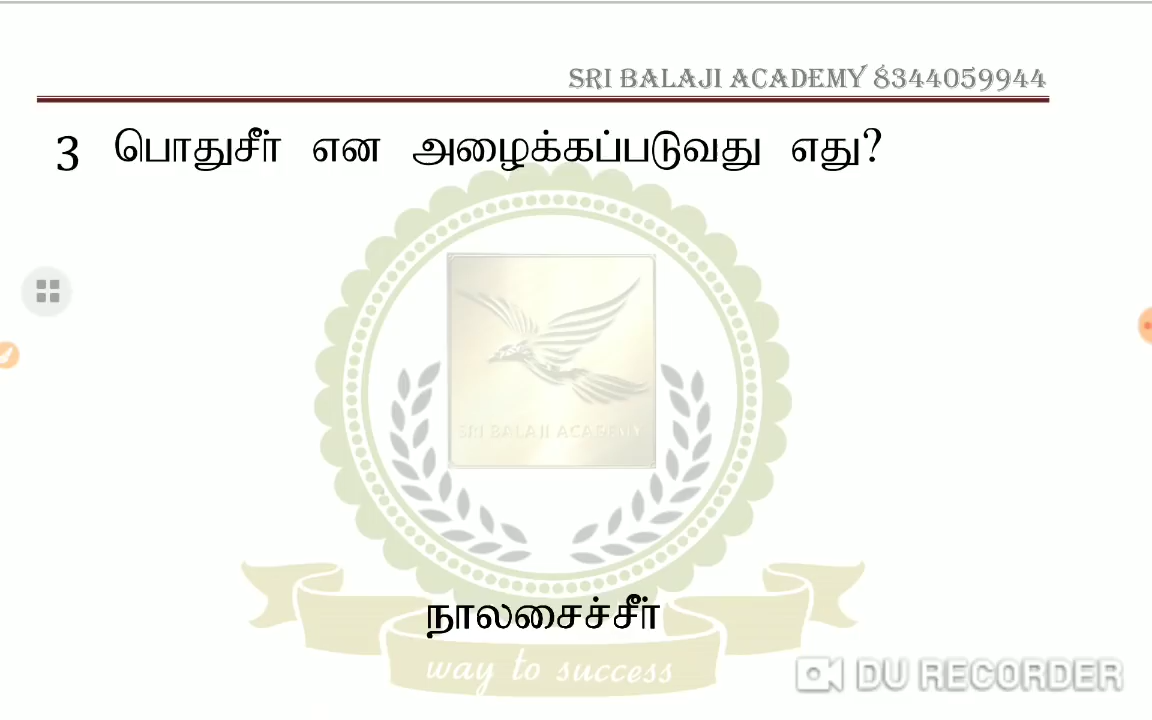 SRI BALAJI ACADEMY 8344059944
3 பொதுசீர் என அழைக்கப்படுவது எது?
SRI BALAJI ACADEMY
நாலசைச்சீர்
way to success
DU RECORDER